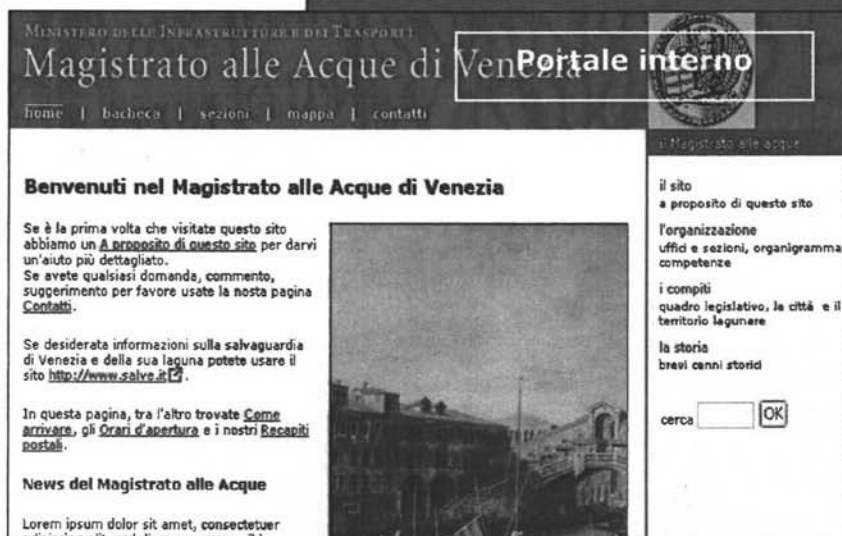 MINISTERO DELLE INFRASTRUTTURE E DEI TRASPORTI
Magistrato alle Acque di Venezia
Portale interno
home | bacheca | sezioni | mappa | contatti
il Magistrato alle acque
Benvenuti nel Magistrato alle Acque di Venezia
Se è la prima volta che visitate questo sito
abbiamo un A proposito di questo sito per darvi
un'aiuto più dettagliato.
Se avete qualsiasi domanda, commento,
suggerimento per favore usate la nosta pagina
Contatti.
Se desiderata informazioni sulla salvaguardia
di Venezia e della sua laguna potete usare il
sito http://www.salve.it.
In questa pagina, tra l'altro trovate Come
arrivare, gli Orari d'apertura e i nostri Recapiti
postali.
News del Magistrato alle Acque
Lorem ipsum dolor sit amet, consectetuer
il sito
a proposito di questo sito
l'organizzazione
uffici e sezioni, organigramma
competenze
i compiti
quadro legislativo, la città e il
territorio lagunare
la storia
brevi cenni storici
cerca OK